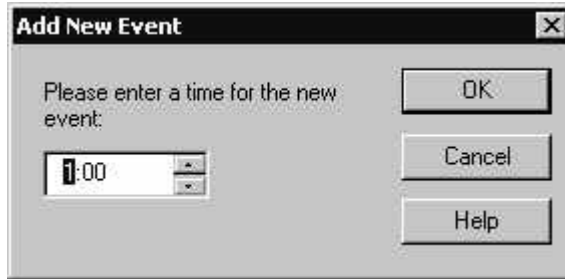 Add New Event
Please enter a time for the new
event:
1:00
OK
Cancel
Help